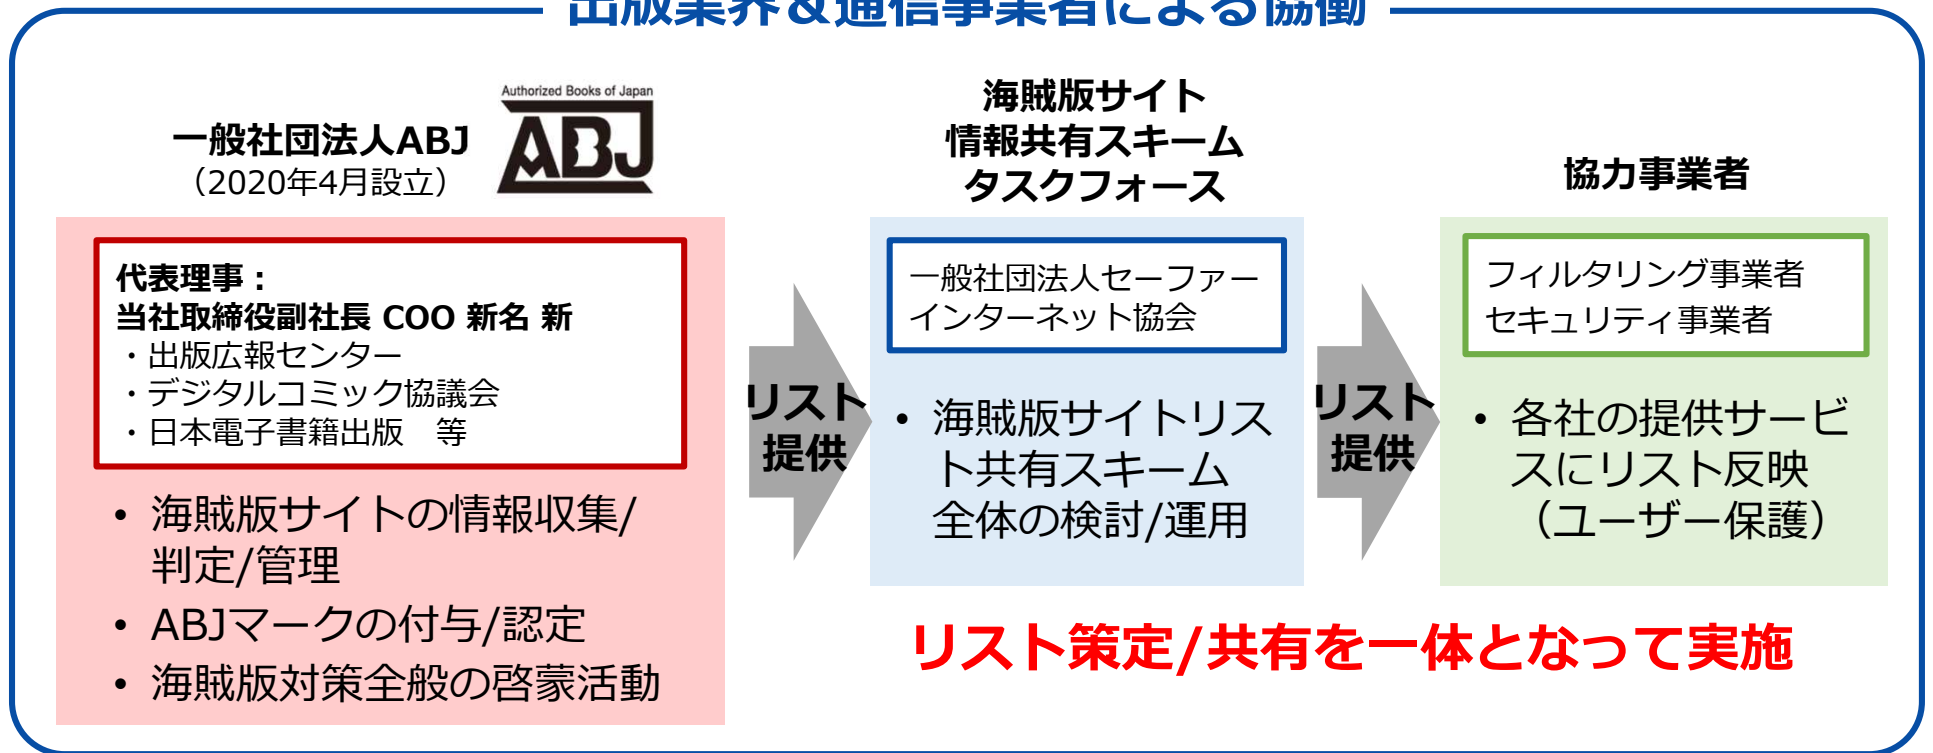 出版業界＆通信事業者による協働
一般社団法人ABJ
（2020年4月設立）
Authorized Books of Japan
ABJ
代表理事：
当社取締役副社長 COO 新名 新
・出版広報センター
・デジタルコミック協議会
・日本電子書籍出版　等
• 海賊版サイトの情報収集/
判定/管理
• ABJマークの付与/認定
• 海賊版対策全般の啓蒙活動
リスト
提供
海賊版サイト
情報共有スキーム
タスクフォース
一般社団法人セーファー
インターネット協会
• 海賊版サイトリス
ト共有スキーム
全体の検討/運用
リスト
提供
協力事業者
フィルタリング事業者
セキュリティ事業者
• 各社の提供サービ
スにリスト反映
（ユーザー保護）
リスト策定/共有を一体となって実施